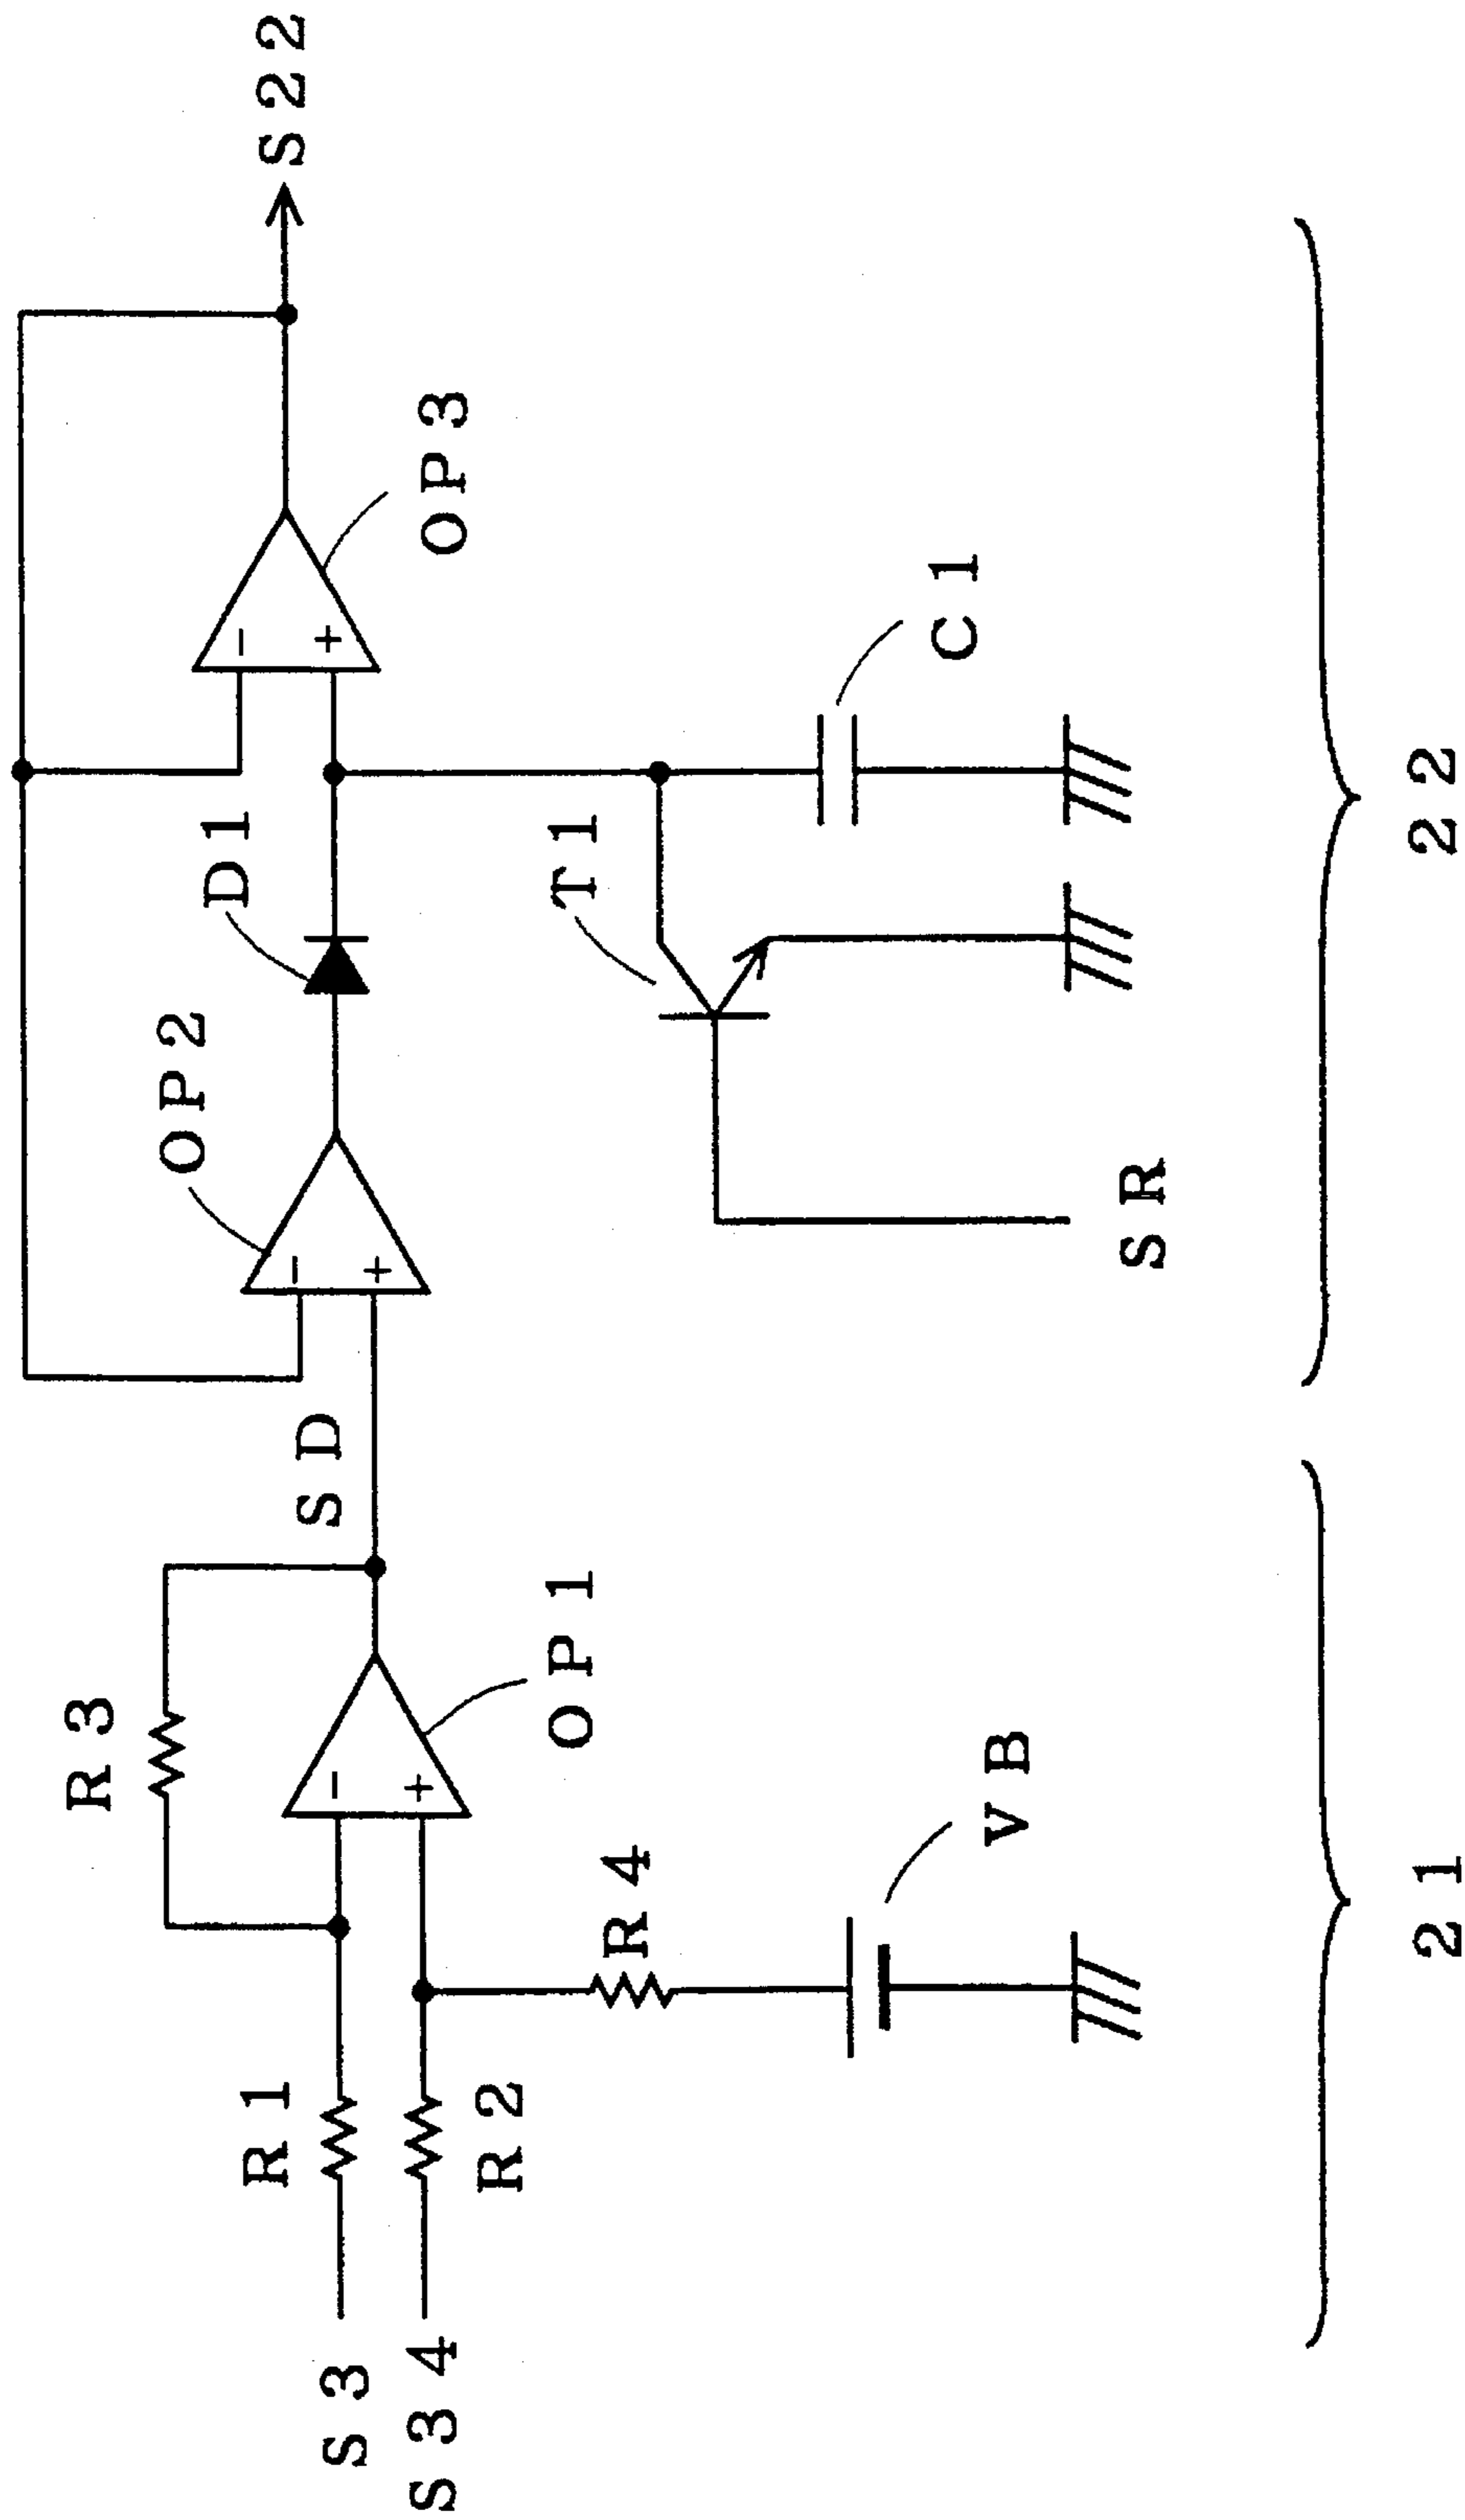 S3
S34
R1
R2
R3
R4
VB
-
+
OP1
SD
-
+
OP2
D1
T1
SR
C1
-
+
OP3
S22
21
22